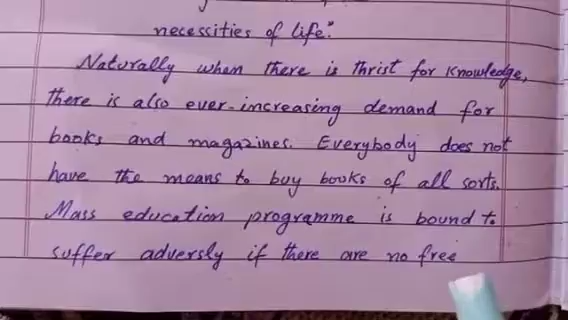 necessities of life."
Naturally when there is thrist for knowledge,
there is also ever-increasing demand for
books and magazines. Everybody does not
have the means to buy books of all sorts.
Mass education programme is bound to
suffer adversly if there are no free